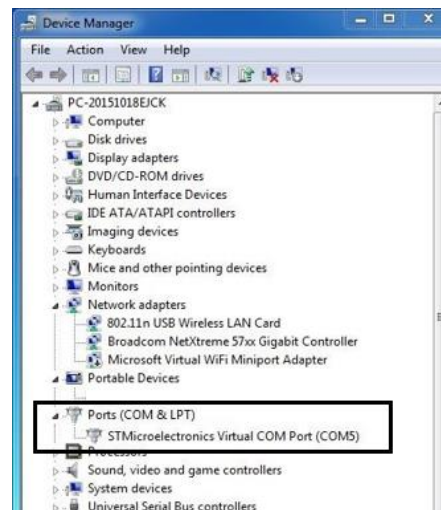 Device Manager
File Action View Help
PC-20151018EJCK
Computer
Disk drives
Display adapters
DVD/CD-ROM drives
Human Interface Devices
IDE ATA/ATAPI controllers
Imaging devices
Keyboards
Mice and other pointing devices
Monitors
Network adapters
802.11n USB Wireless LAN Card
Broadcom NetXtreme 57xx Gigabit Controller
Microsoft Virtual WiFi Miniport Adapter
Portable Devices
Ports (COM & LPT)
STMicroelectronics Virtual COM Port (COM5)
Processors
Sound, video and game controllers
System devices
Universal Serial Bus controllers